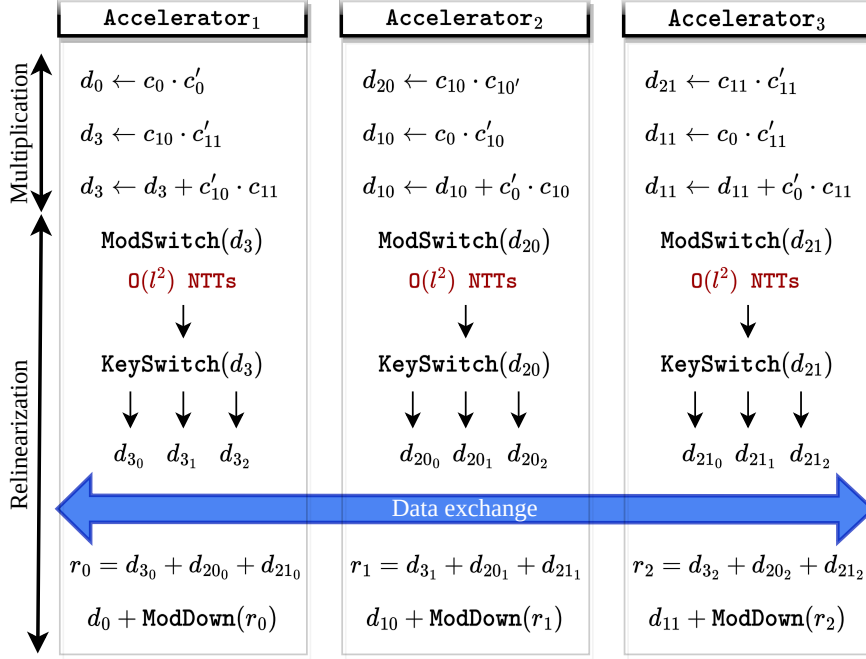 Accelerator₁
d₀ ← c₀ · c′₀
d₃ ← c₁₀ · c′₁₁
d₃ ← d₃ + c′₁₀ · c₁₁
ModSwitch(d₃)
O(l²) NTTs
KeySwitch(d₃)
d₃₀ d₃₁ d₃₂
r₀ = d₃₀ + d₂₀₀ + d₂₁₀
d₀ + ModDown(r₀)
Accelerator₂
d₂₀ ← c₁₀ · c₁₀′
d₁₀ ← c₀ · c′₁₀
d₁₀ ← d₁₀ + c′₀ · c₁₀
ModSwitch(d₂₀)
O(l²) NTTs
KeySwitch(d₂₀)
d₂₀₀ d₂₀₁ d₂₀₂
r₁ = d₃₁ + d₂₀₁ + d₂₁₁
d₁₀ + ModDown(r₁)
Accelerator₃
d₂₁ ← c₁₁ · c′₁₁
d₁₁ ← c₀ · c′₁₁
d₁₁ ← d₁₁ + c′₀ · c₁₁
ModSwitch(d₂₁)
O(l²) NTTs
KeySwitch(d₂₁)
d₂₁₀ d₂₁₁ d₂₁₂
r₂ = d₃₂ + d₂₀₂ + d₂₁₂
d₁₁ + ModDown(r₂)
Data exchange
Multiplication
Relinearization